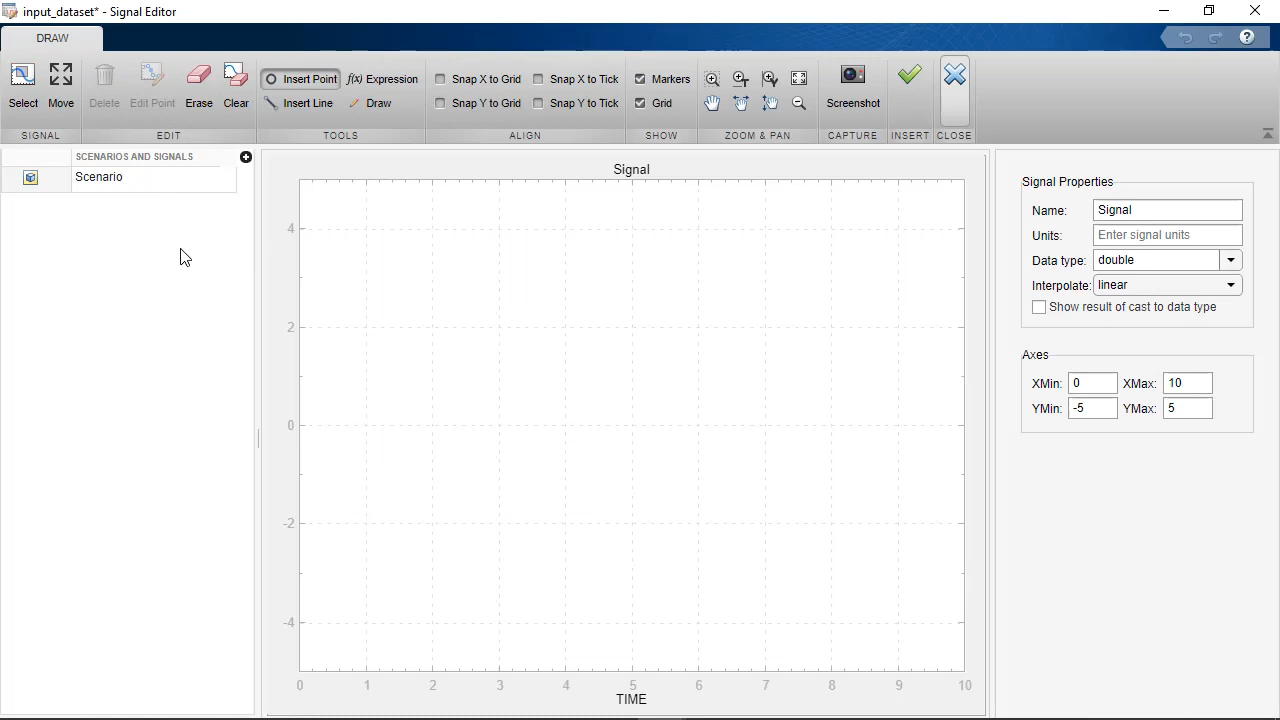 input_dataset* - Signal Editor
DRAW
?
Insert Point f(x) Expression Snap X to Grid Snap X to Tick Markers
Select Move Delete Edit Point Erase Clear Insert Line Draw Snap Y to Grid Snap Y to Tick Grid Screenshot
SIGNAL EDIT TOOLS ALIGN SHOW ZOOM & PAN CAPTURE INSERT CLOSE
SCENARIOS AND SIGNALS
Scenario
Signal
4
2
0
-2
-4
0 1 2 3 4 5 6 7 8 9 10
TIME
Signal Properties
Name: Signal
Units: Enter signal units
Data type: double
Interpolate: linear
Show result of cast to data type
Axes
XMin: 0 XMax: 10
YMin: -5 YMax: 5